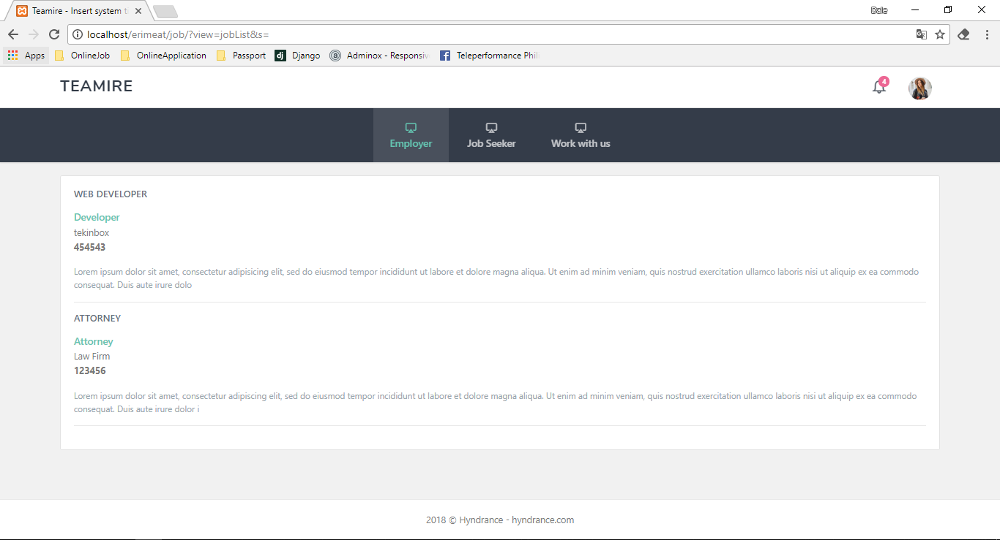 Teamire - Insert system t
Dale
localhost/erimeat/job/?view=jobList&s=
Apps OnlineJob OnlineApplication Passport dj Django a Adminox - Responsiv Teleperformance Phili
TEAMIRE
4
Employer Job Seeker Work with us
WEB DEVELOPER
Developer
tekinbox
454543
Lorem ipsum dolor sit amet, consectetur adipisicing elit, sed do eiusmod tempor incididunt ut labore et dolore magna aliqua. Ut enim ad minim veniam, quis nostrud exercitation ullamco laboris nisi ut aliquip ex ea commodo
consequat. Duis aute irure dolo
ATTORNEY
Attorney
Law Firm
123456
Lorem ipsum dolor sit amet, consectetur adipiscing elit, sed do eiusmod tempor incididunt ut labore et dolore magna aliqua. Ut enim ad minim veniam, quis nostrud exercitation ullamco laboris nisi ut aliquip ex ea commodo
consequat. Duis aute irure dolor i
2018 © Hyndrance - hyndrance.com